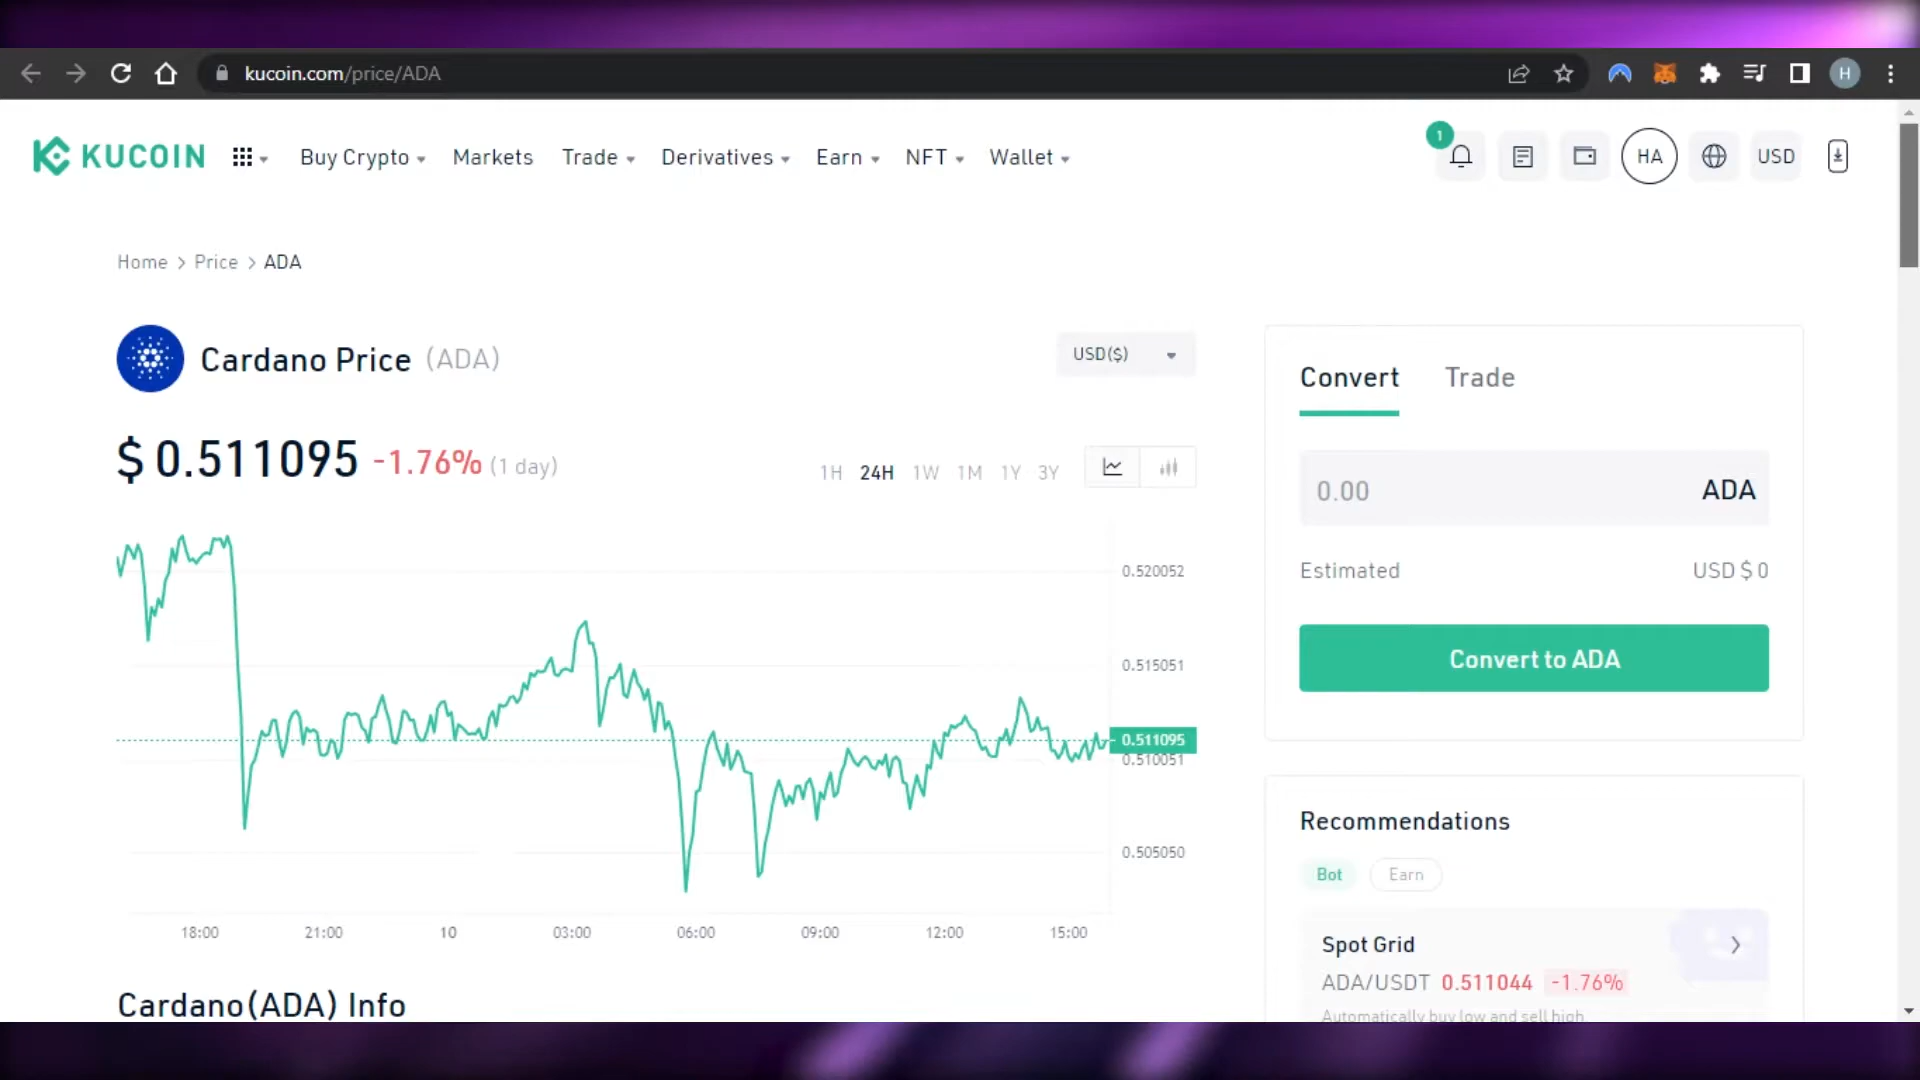 kucoin.com/price/ADA
H
KUCOIN
Buy Crypto
Markets
Trade
Derivatives
Earn
NFT
Wallet
1
HA
USD
Home > Price > ADA
Cardano Price (ADA)
USD($)
$ 0.511095 -1.76% (1 day)
1H 24H 1W 1M 1Y 3Y
0.520052
0.515051
0.511095
0.510051
0.505050
18:00 21:00 10 03:00 06:00 09:00 12:00 15:00
Cardano(ADA) Info
Convert Trade
0.00 ADA
Estimated USD $ 0
Convert to ADA
Recommendations
Bot Earn
Spot Grid
ADA/USDT 0.511044 -1.76%
Automatically buy low and sell high.